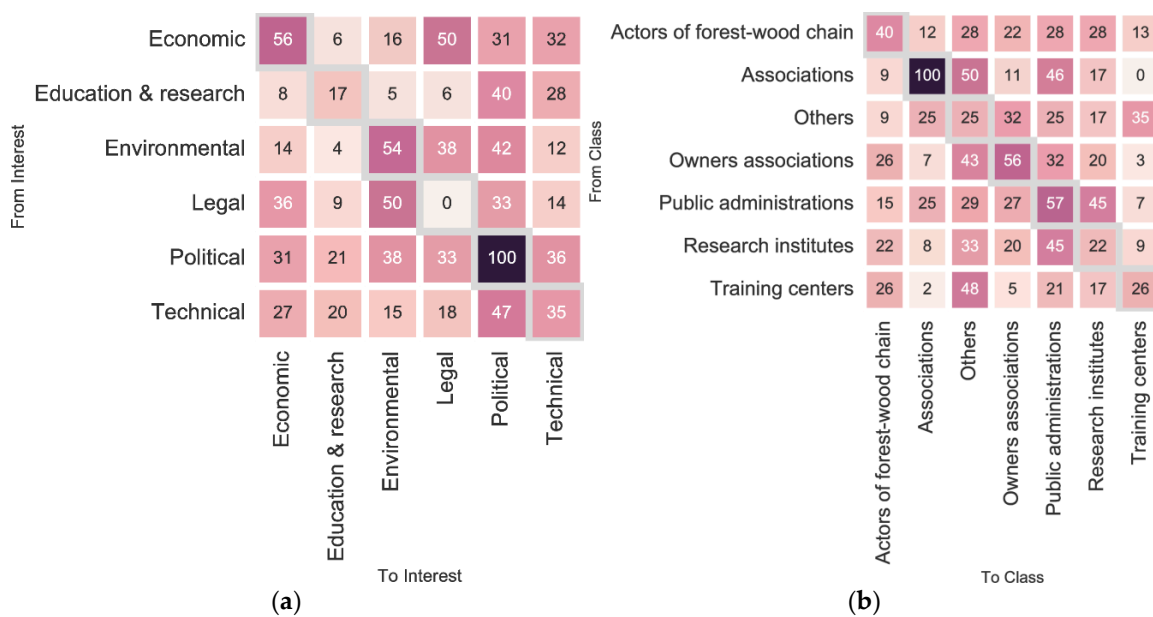 Economic 56 6 16 50 31 32
Education & research 8 17 5 6 40 28
Environmental 14 4 54 38 42 12
Legal 36 9 50 0 33 14
Political 31 21 38 33 100 36
Technical 27 20 15 18 47 35
From Interest
Economic
Education & research
Environmental
Legal
Political
Technical
To Interest
(a)
Actors of forest-wood chain 40 12 28 22 28 28 13
Associations 9 100 50 11 46 17 0
Others 9 25 25 32 25 17 35
Owners associations 26 7 43 56 32 20 3
Public administrations 15 25 29 27 57 45 7
Research institutes 22 8 33 20 45 22 9
Training centers 26 2 48 5 21 17 26
From Class
Actors of forest-wood chain
Associations
Others
Owners associations
Public administrations
Research institutes
Training centers
To Class
(b)